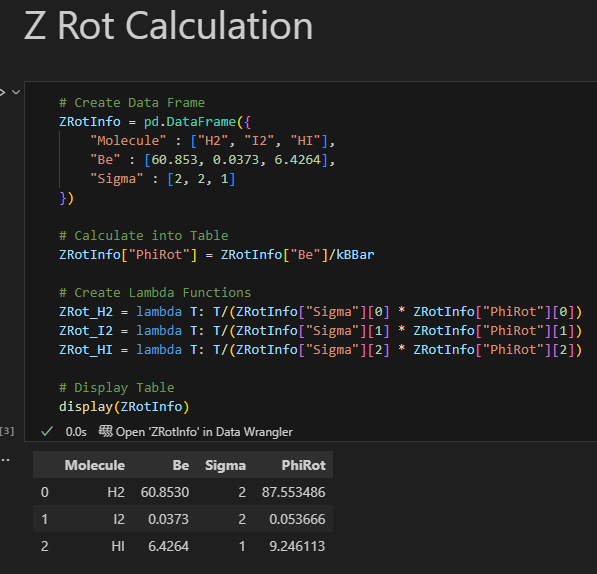 Z Rot Calculation
# Create Data Frame
ZRotInfo = pd.DataFrame({
"Molecule" : ["H2", "I2", "HI"],
"Be" : [60.853, 0.0373, 6.4264],
"Sigma" : [2, 2, 1]
})
# Calculate into Table
ZRotInfo["PhiRot"] = ZRotInfo["Be"]/kBBar
# Create Lambda Functions
ZRot_H2 = lambda T: T/(ZRotInfo["Sigma"][0] * ZRotInfo["PhiRot"][0])
ZRot_I2 = lambda T: T/(ZRotInfo["Sigma"][1] * ZRotInfo["PhiRot"][1])
ZRot_HI = lambda T: T/(ZRotInfo["Sigma"][2] * ZRotInfo["PhiRot"][2])
# Display Table
display(ZRotInfo)
[3] 0.0s Open 'ZRotInfo' in Data Wrangler
Molecule Be Sigma PhiRot
0 H2 60.8530 2 87.553486
1 I2 0.0373 2 0.053666
2 HI 6.4264 1 9.246113